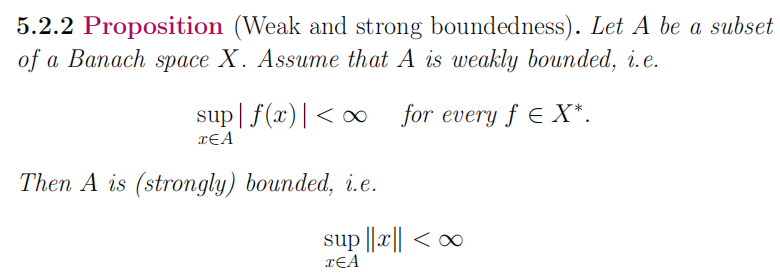 5.2.2 Proposition (Weak and strong boundedness). Let A be a subset
of a Banach space X. Assume that A is weakly bounded, i.e.
sup | f(x) | < ∞ for every f ∈ X*.
x∈A
Then A is (strongly) bounded, i.e.
sup ‖x‖ < ∞
x∈A